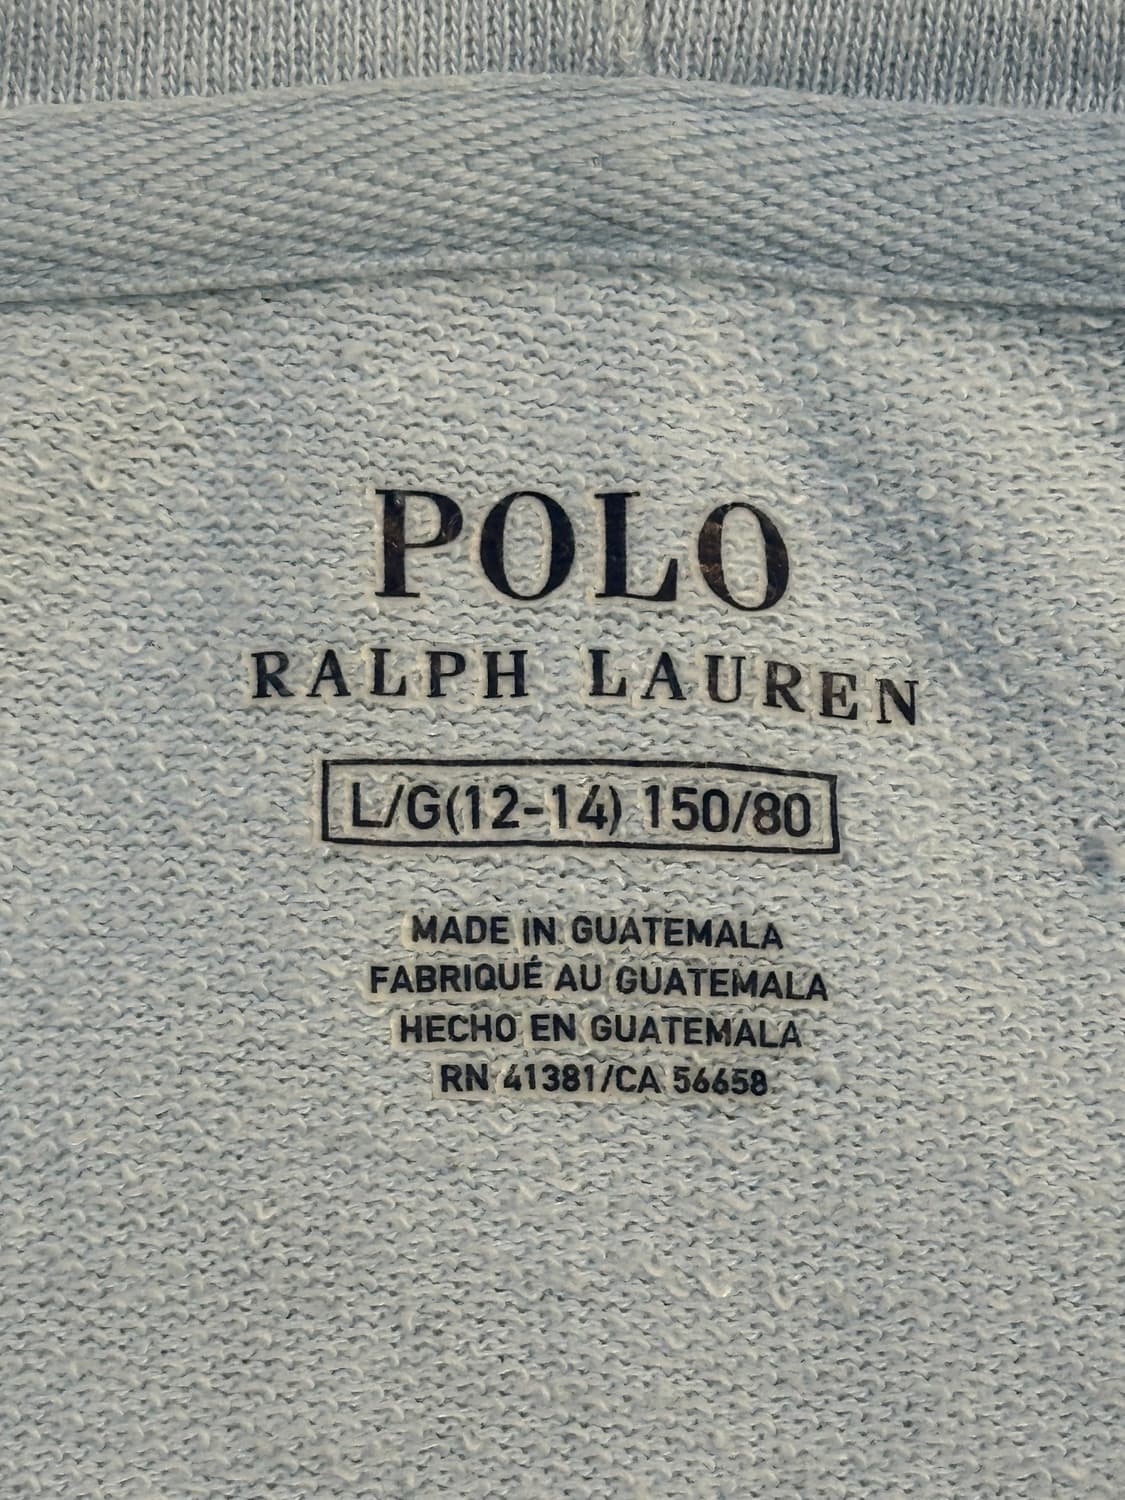 POLO
RALPH LAUREN
L/G(12-14) 150/80
MADE IN GUATEMALA
FABRIQUÉ AU GUATEMALA
HECHO EN GUATEMALA
RN 41381/CA 56658